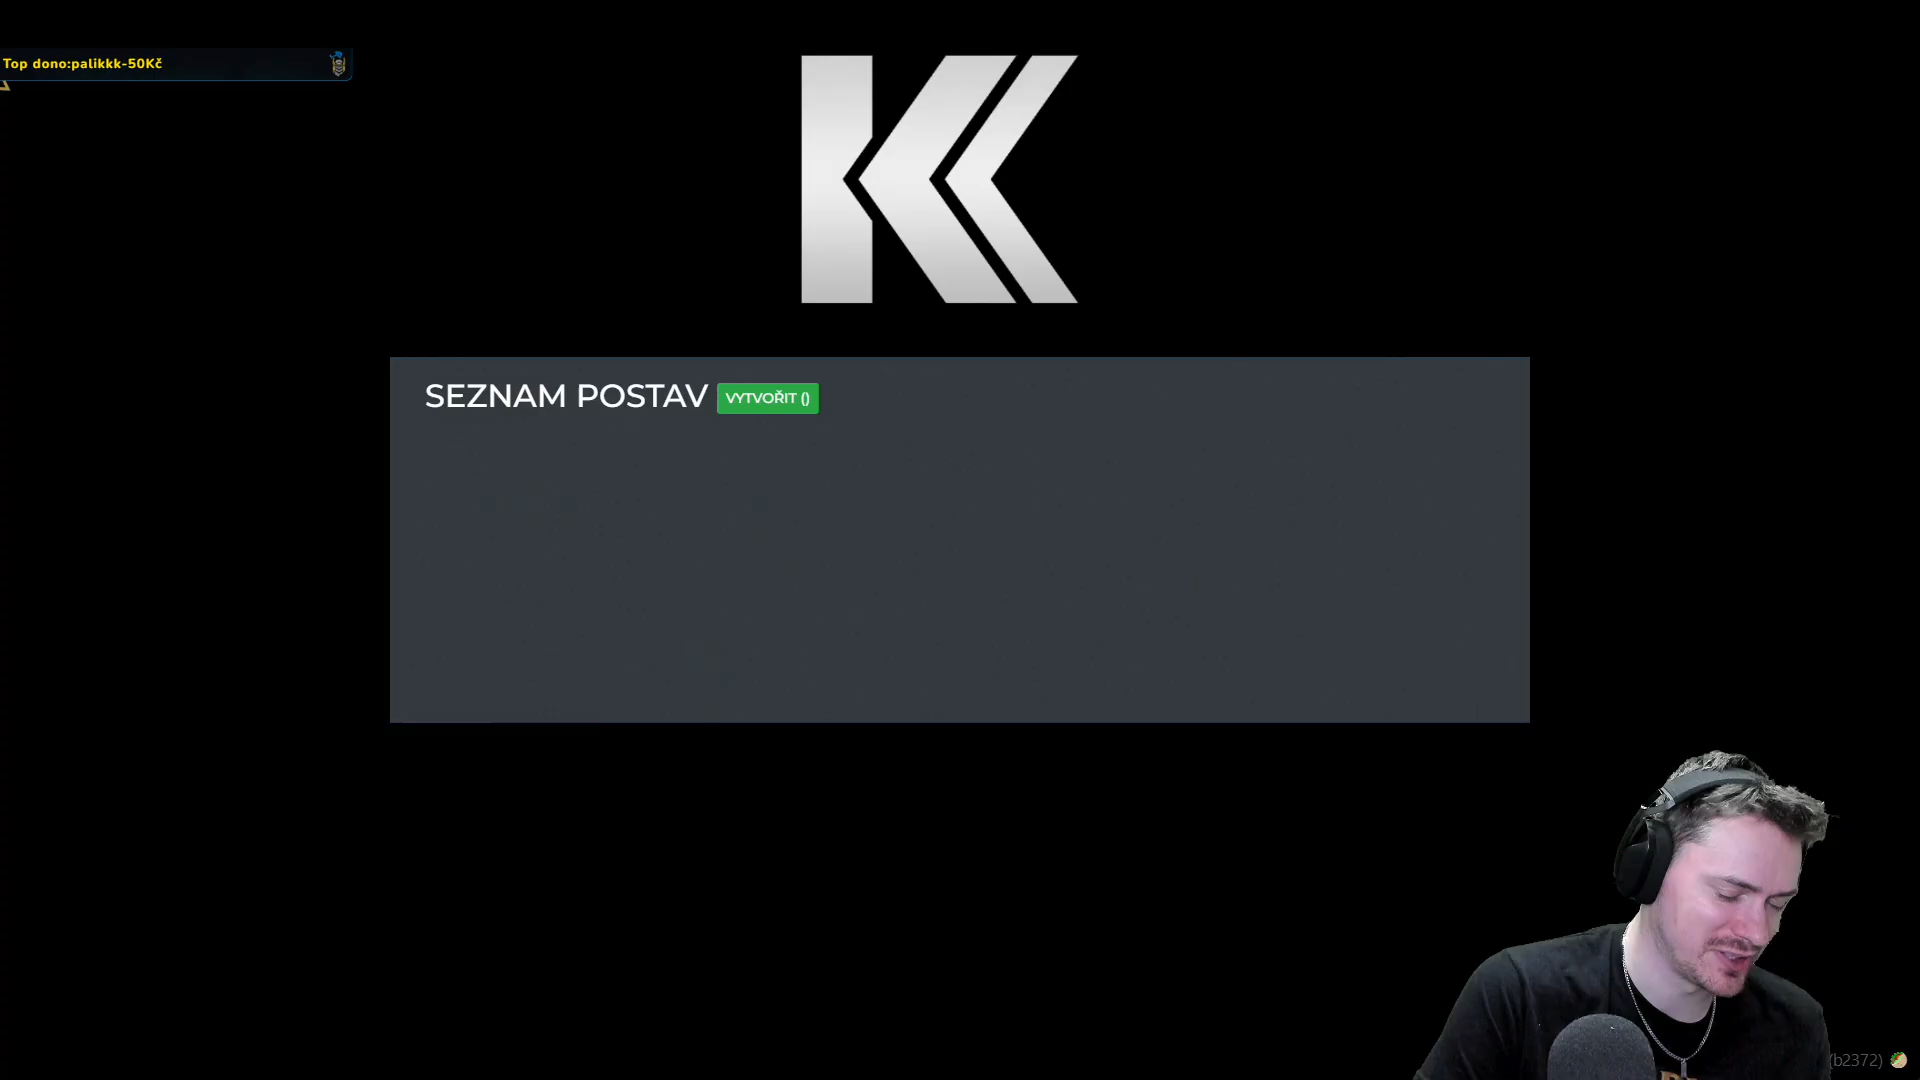 Top dono:palikkk-50Kč
SEZNAM POSTAV VYTVOŘIT ()
(b2372)